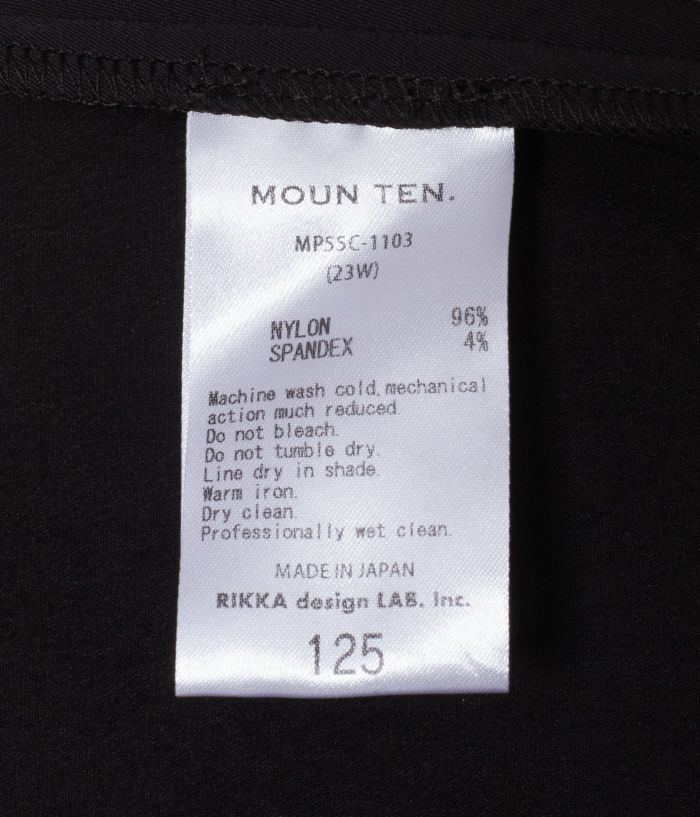 MOUN TEN.
MPSSC-1103
(23W)
NYLON 96%
SPANDEX 4%
Machine wash cold, mechanical
action much reduced.
Do not bleach.
Do not tumble dry.
Line dry in shade.
Warm iron.
Dry clean.
Professionally wet clean.
MADE IN JAPAN
RIKKA design LAB. Inc.
125